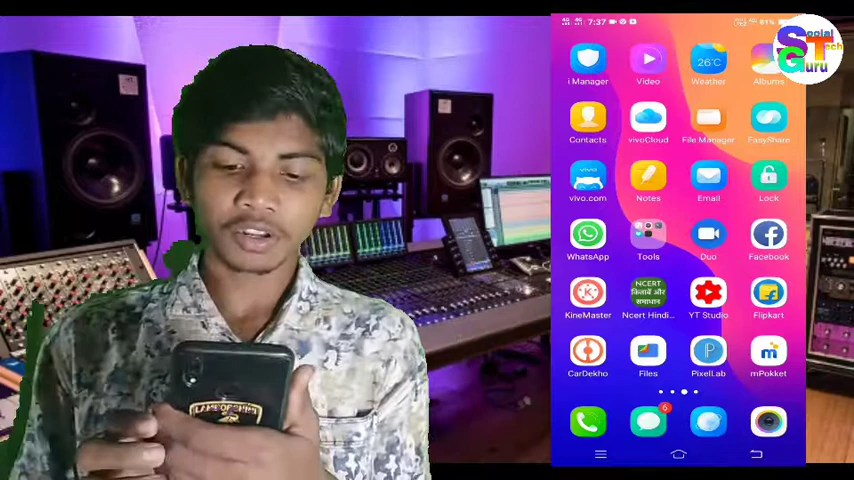 7:37
61%
Social
Tech
Guru
i Manager
Video
26°C
Weather
Albums
Contacts
vivoCloud
File Manager
EasyShare
vivo
vivo.com
Notes
Email
Lock
WhatsApp
Tools
Duo
Facebook
NCERT
किताबें और
समाधान
KineMaster
Ncert Hindi...
YT Studio
Flipkart
CarDekho
Files
PixelLab
mPokket
6
LAMBORGHINI